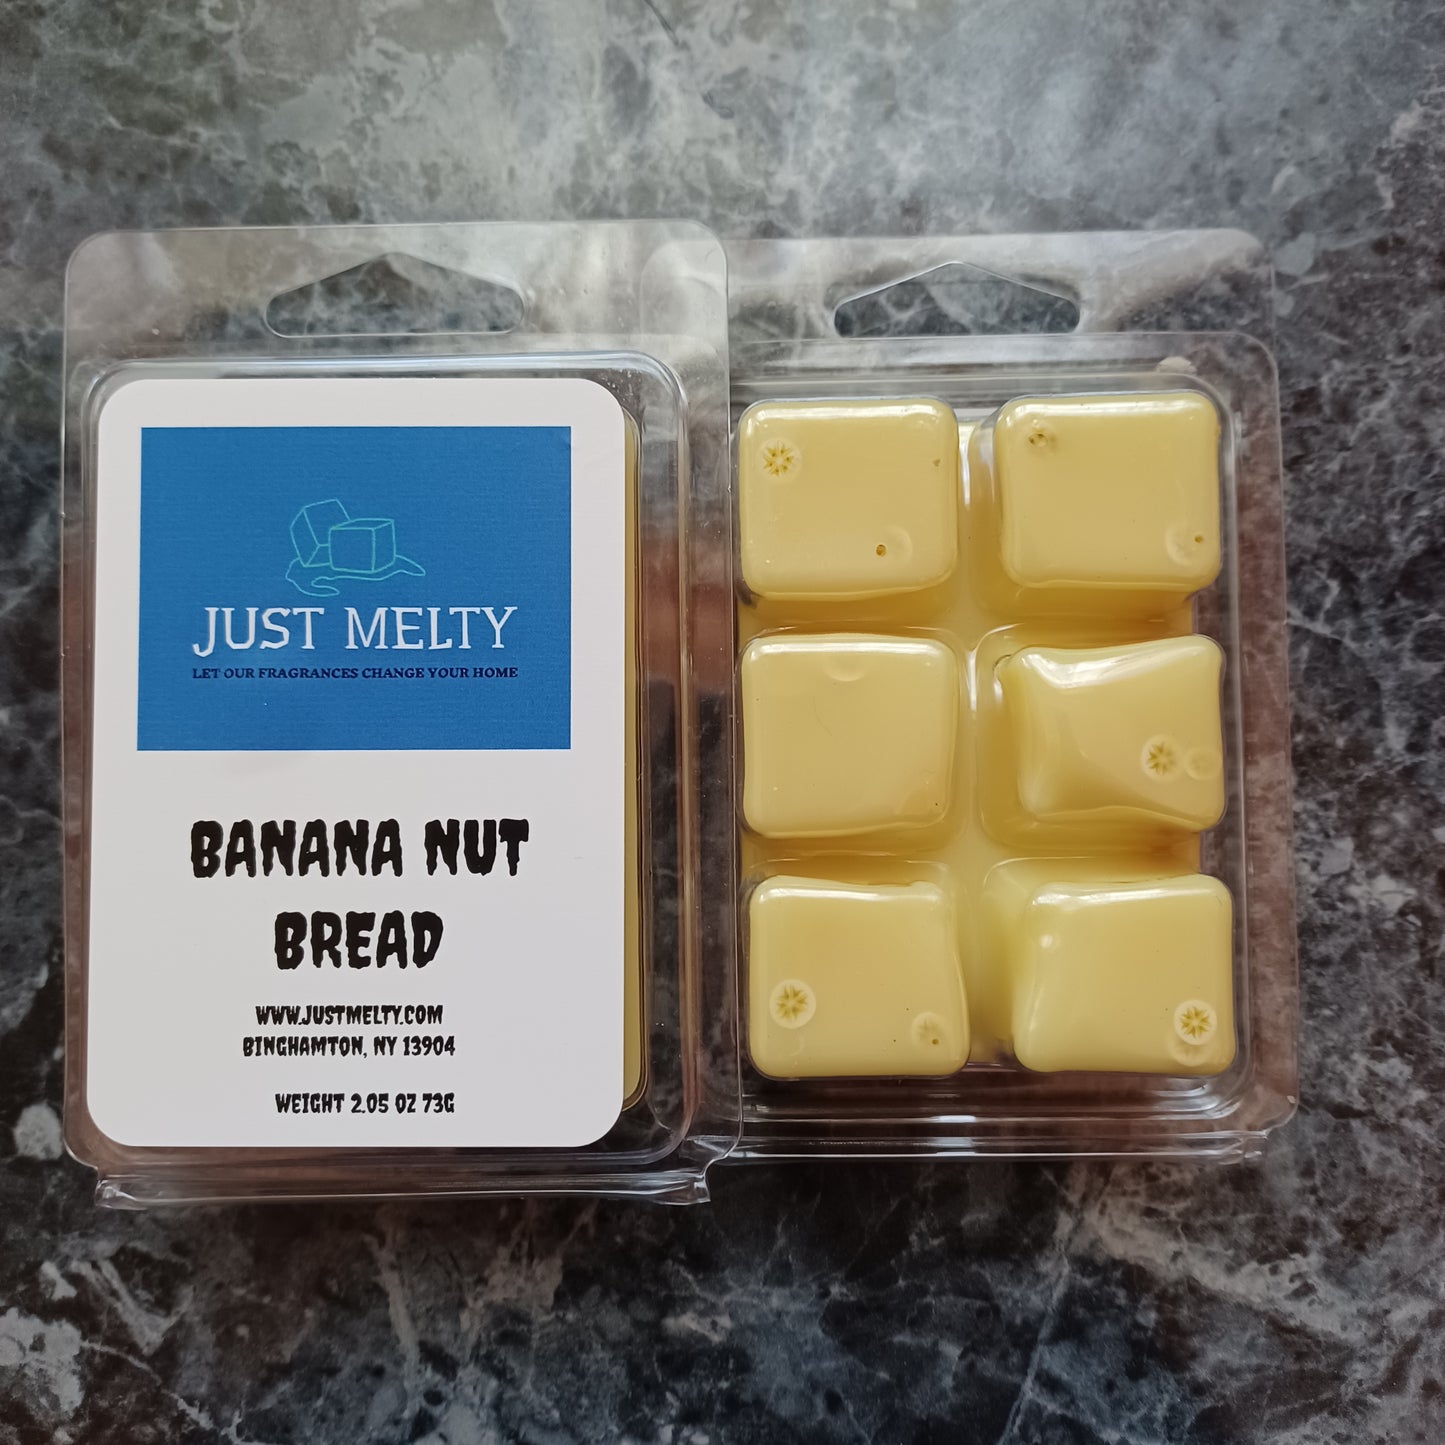 JUST MELTY
LET OUR FRAGRANCES CHANGE YOUR HOME
BANANA NUT
BREAD
WWW.JUSTMELTY.COM
BINGHAMTON, NY 13904
WEIGHT 2.05 OZ 73G